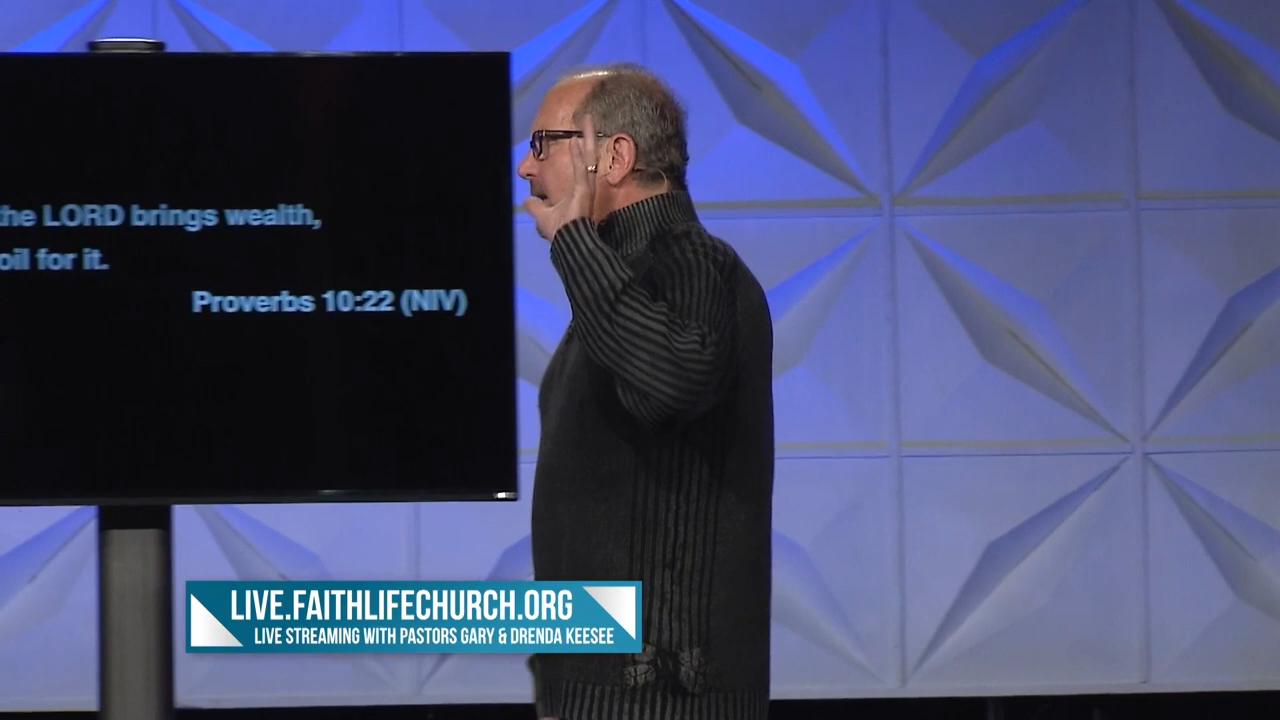 the LORD brings wealth,
oil for it.
Proverbs 10:22 (NIV)
LIVE.FAITHLIFECHURCH.ORG
LIVE STREAMING WITH PASTORS GARY & DRENDA KEESEE